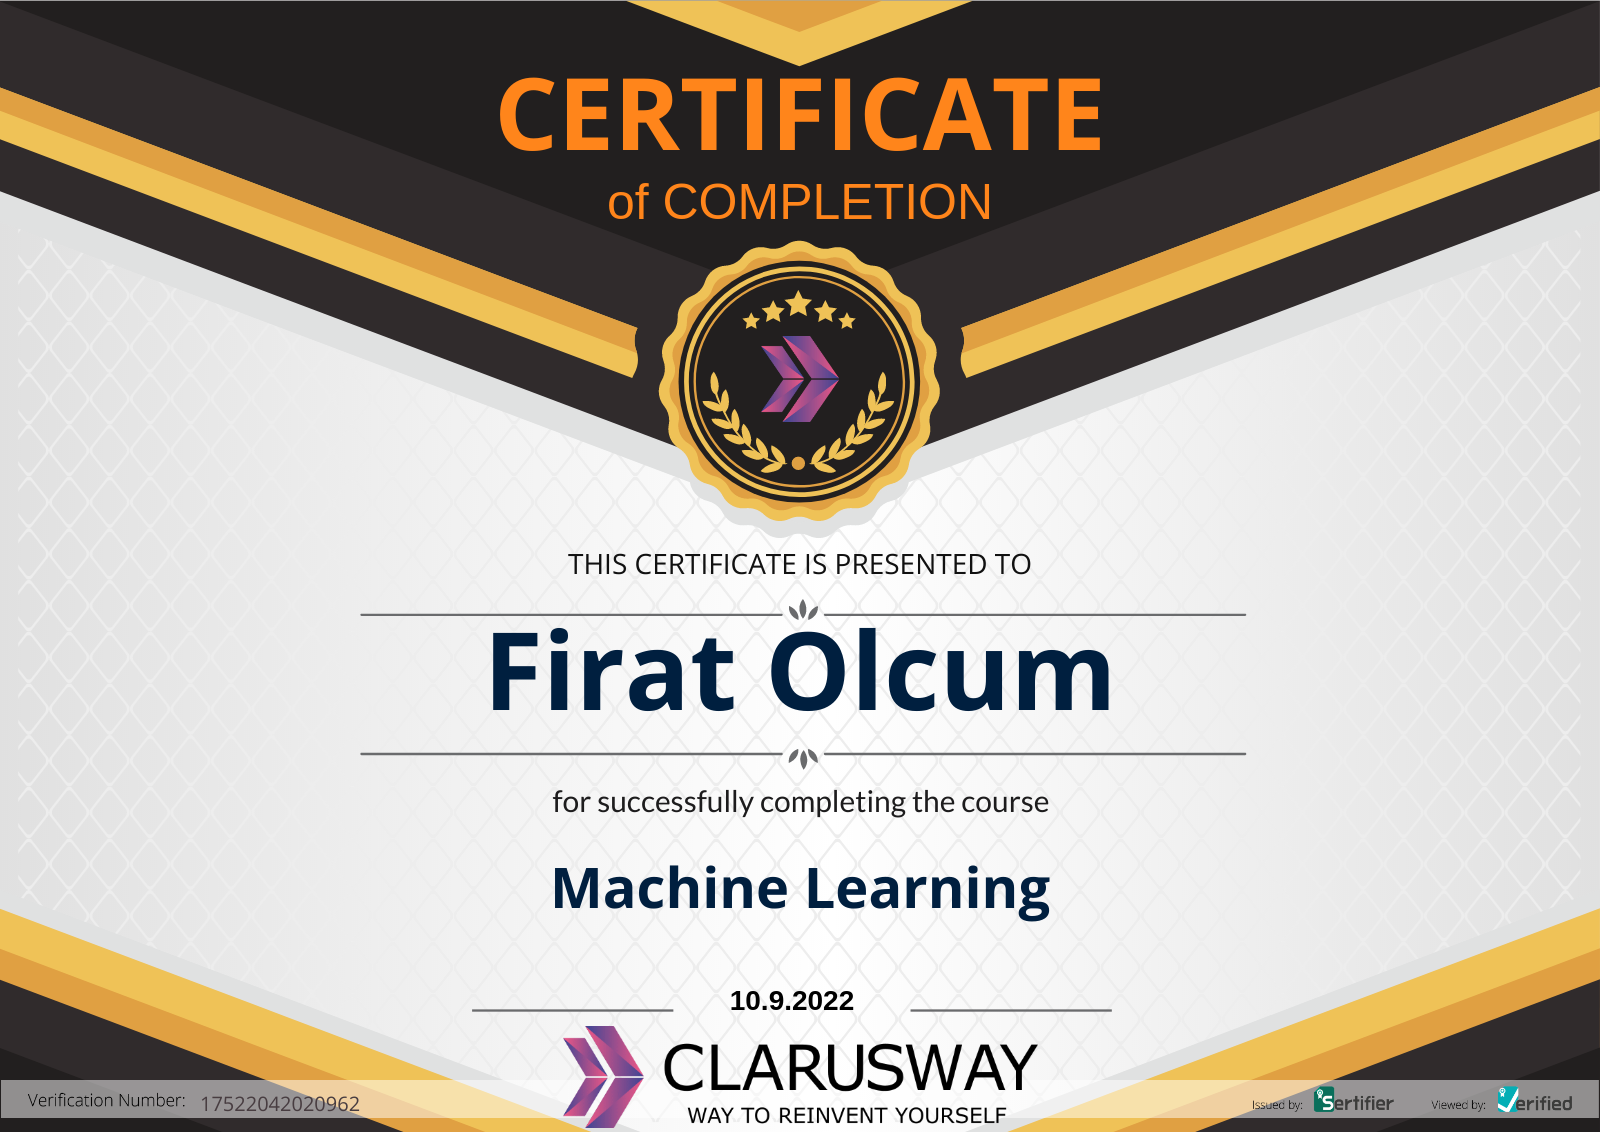 CERTIFICATE
of COMPLETION
THIS CERTIFICATE IS PRESENTED TO
Firat Olcum
for successfully completing the course
Machine Learning
10.9.2022
CLARUSWAY
WAY TO REINVENT YOURSELF
Verification Number: 17522042020962
Issued by: Sertifier
Viewed by: Verified